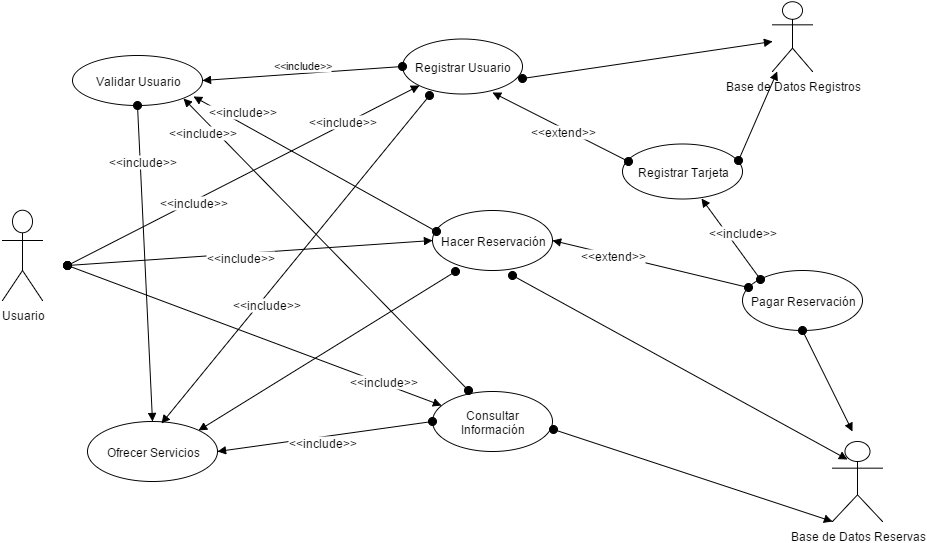 <<include>>
Registrar Usuario
Validar Usuario
Base de Datos Registros
<<include>>
<<include>>
<<include>>
<<extend>>
<<include>>
Registrar Tarjeta
<<include>>
<<include>>
Hacer Reservación
<<include>>
<<extend>>
Usuario
<<include>>
Pagar Reservación
<<include>>
Consultar
Información
<<include>>
Ofrecer Servicios
Base de Datos Reservas